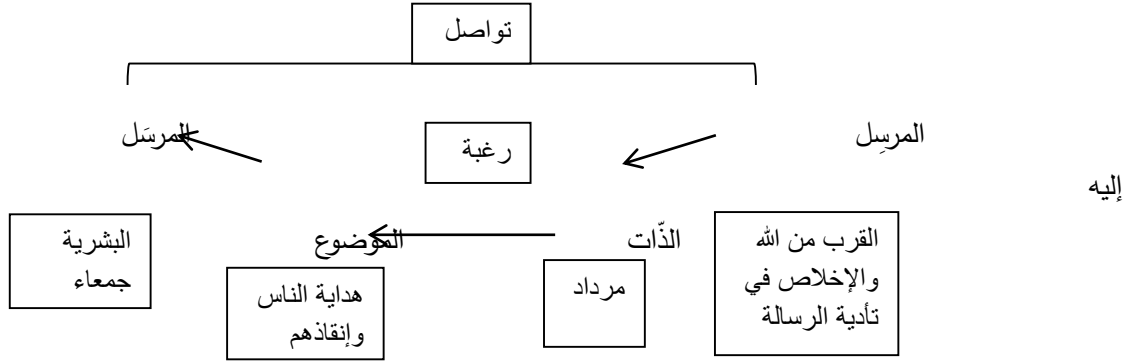 تواصل
المرسِل
المرسَل
رغبة
إليه
الذّات
الموضوع
القرب من الله
والإخلاص في
تأدية الرسالة
مرداد
هداية الناس
وإنقاذهم
البشرية
جمعاء